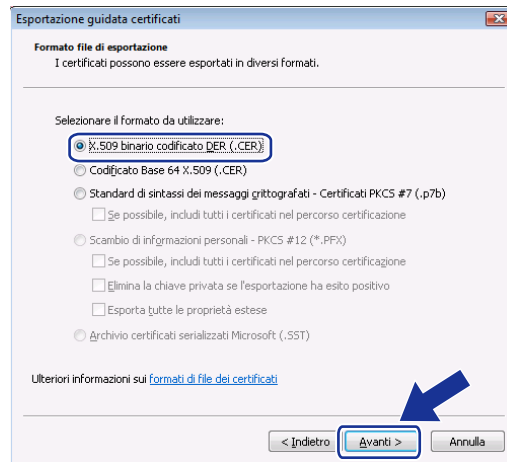 Esportazione guidata certificati
Formato file di esportazione
I certificati possono essere esportati in diversi formati.
Selezionare il formato da utilizzare:
X.509 binario codificato DER (.CER)
Codificato Base 64 X.509 (.CER)
Standard di sintassi dei messaggi crittografati - Certificati PKCS #7 (.p7b)
Se possibile, includi tutti i certificati nel percorso certificazione
Scambio di informazioni personali - PKCS #12 (*.PFX)
Se possibile, includi tutti i certificati nel percorso certificazione
Elimina la chiave privata se l'esportazione ha esito positivo
Esporta tutte le proprietà estese
Archivio certificati serializzati Microsoft (.SST)
Ulteriori informazioni sui formati di file dei certificati
< Indietro Avanti > Annulla